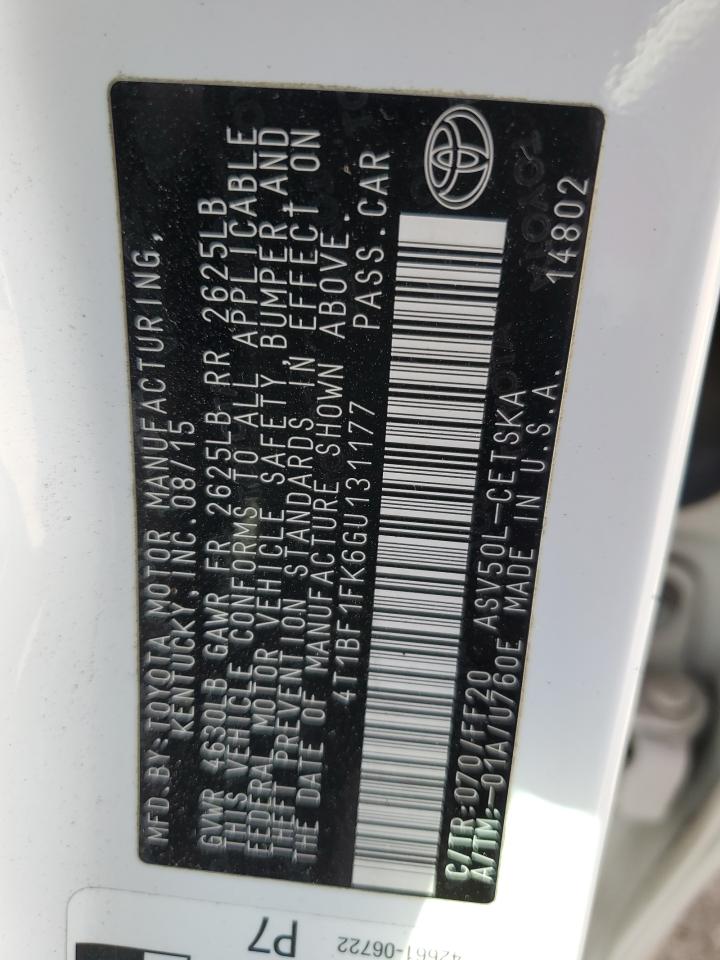 MFD.BY:TOYOTA MOTOR MANUFACTURING,
KENTUCKY,INC.08/15
GVWR 4630LB GAWR FR 2625LB RR 2625LB
THIS VEHICLE CONFORMS TO ALL APPLICABLE
FEDERAL MOTOR VEHICLE SAFETY,BUMPER,AND
THEFT PREVENTION STANDARDS IN EFFECT ON
THE DATE OF MANUFACTURE SHOWN ABOVE.
4T1BF1FK6GU131177 PASS.CAR
C/TR:070/FF20 ASV50L-CETSKA
A/TM:-01A/U760E MADE IN U.S.A. 14802
P7
42661-06722